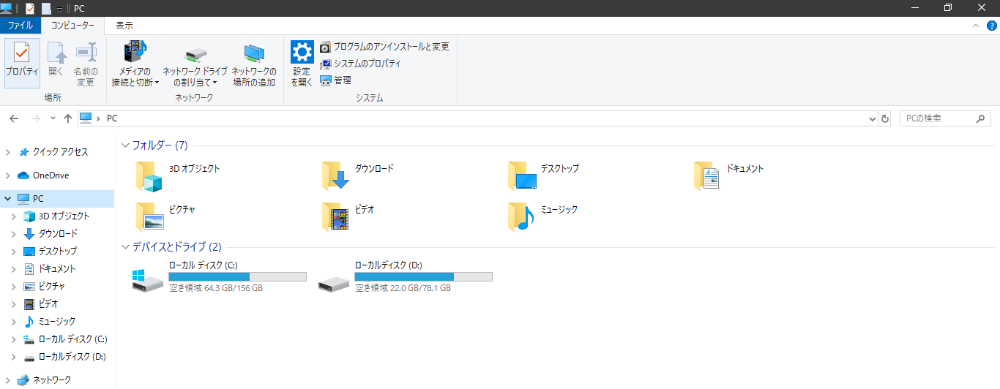 PC
ファイル
コンピューター
表示
プロパティ
開く
名前の
変更
場所
メディアの
接続と切断
ネットワーク ドライブ
の割り当て
ネットワークの
場所の追加
ネットワーク
設定
を開く
プログラムのアンインストールと変更
システムのプロパティ
管理
システム
PC
PCの検索
クイック アクセス
OneDrive
PC
3D オブジェクト
ダウンロード
デスクトップ
ドキュメント
ピクチャ
ビデオ
ミュージック
ローカル ディスク (C:)
ローカルディスク (D:)
ネットワーク
フォルダー (7)
3D オブジェクト
ダウンロード
デスクトップ
ドキュメント
ピクチャ
ビデオ
ミュージック
デバイスとドライブ (2)
ローカル ディスク (C:)
空き領域 64.3 GB/156 GB
ローカルディスク (D:)
空き領域 22.0 GB/78.1 GB